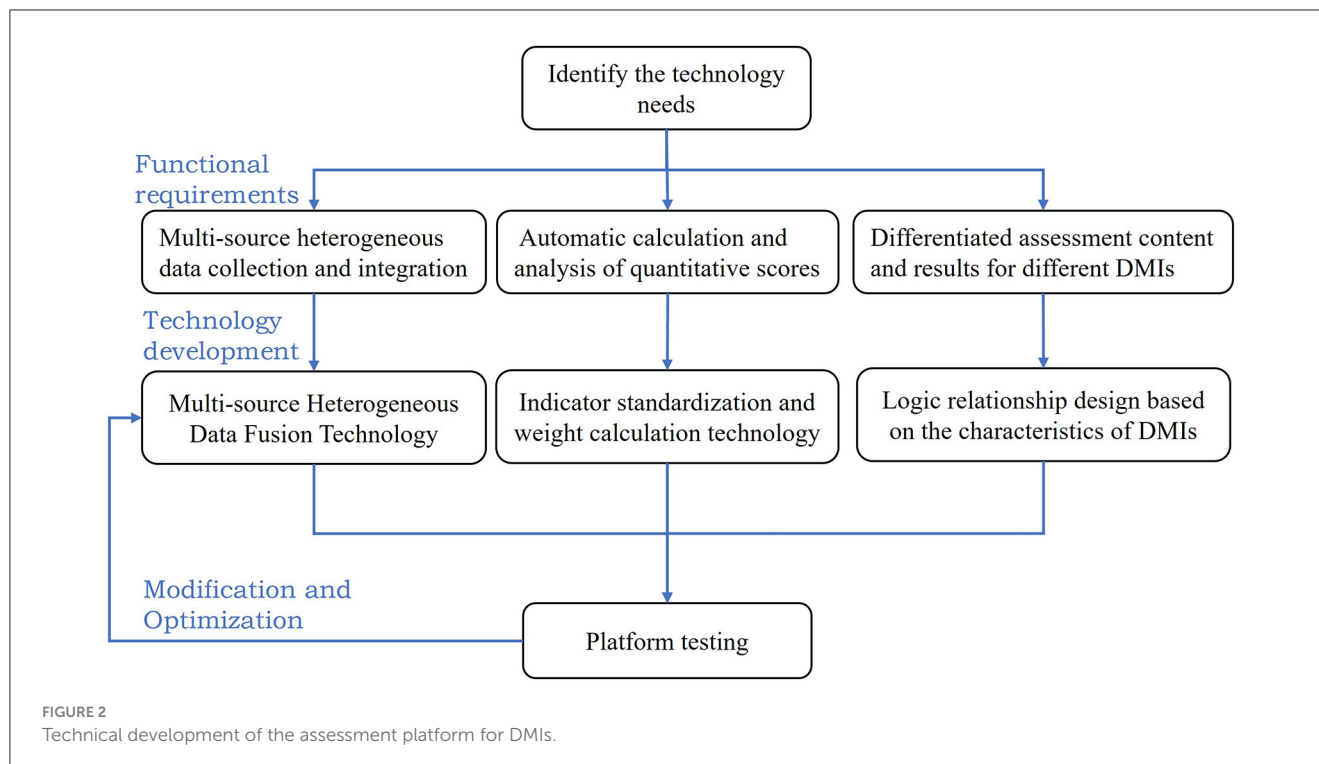 Identify the technology
needs
Functional
requirements
Multi-source heterogeneous
data collection and integration
Automatic calculation and
analysis of quantitative scores
Differentiated assessment content
and results for different DMIs
Technology
development
Multi-source Heterogeneous
Data Fusion Technology
Indicator standardization and
weight calculation technology
Logic relationship design based
on the characteristics of DMIs
Modification and
Optimization
Platform testing
FIGURE 2
Technical development of the assessment platform for DMIs.